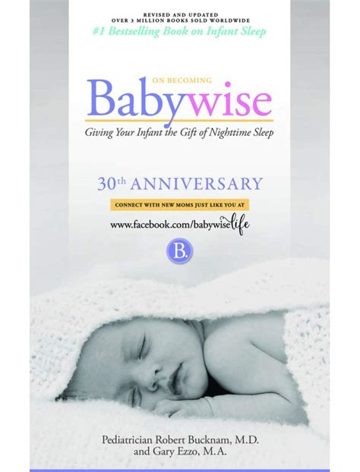 REVISED AND UPDATED
OVER 3 MILLION BOOKS SOLD WORLDWIDE
#1 Bestselling Book on Infant Sleep
ON BECOMING
Babywise
Giving Your Infant the Gift of Nighttime Sleep
30th ANNIVERSARY
CONNECT WITH NEW MOMS JUST LIKE YOU AT
www.facebook.com/babywiselife
B.
Pediatrician Robert Bucknam, M.D.
and Gary Ezzo, M.A.